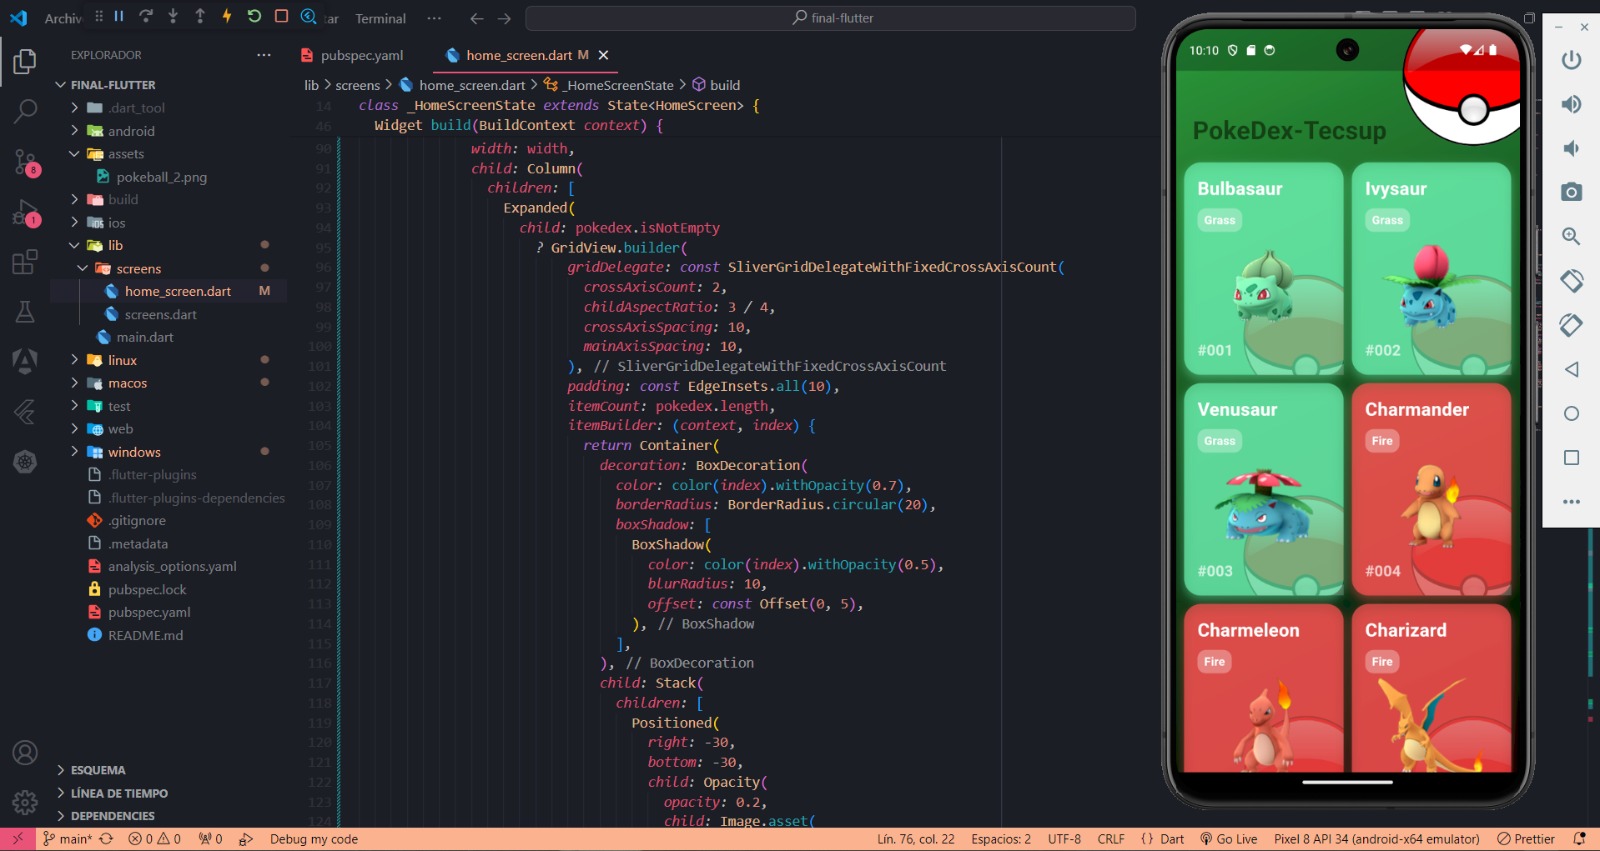 Archiv
tar
Terminal
final-flutter
EXPLORADOR
FINAL-FLUTTER
.dart_tool
android
assets
pokeball_2.png
build
ios
lib
screens
home_screen.dart M
screens.dart
main.dart
linux
macos
test
web
windows
.flutter-plugins
.flutter-plugins-dependencies
.gitignore
.metadata
analysis_options.yaml
pubspec.lock
pubspec.yaml
README.md
ESQUEMA
LÍNEA DE TIEMPO
DEPENDENCIES
8
1
pubspec.yaml
home_screen.dart M
lib > screens > home_screen.dart > _HomeScreenState > build
14 class _HomeScreenState extends State<HomeScreen> {
46 Widget build(BuildContext context) {
90 width: width,
91 child: Column(
92 children: [
93 Expanded(
94 child: pokedex.isNotEmpty
95 ? GridView.builder(
96 gridDelegate: const SliverGridDelegateWithFixedCrossAxisCount(
97 crossAxisCount: 2,
98 childAspectRatio: 3 / 4,
99 crossAxisSpacing: 10,
100 mainAxisSpacing: 10,
101 ), // SliverGridDelegateWithFixedCrossAxisCount
102 padding: const EdgeInsets.all(10),
103 itemCount: pokedex.length,
104 itemBuilder: (context, index) {
105 return Container(
106 decoration: BoxDecoration(
107 color: color(index).withOpacity(0.7),
108 borderRadius: BorderRadius.circular(20),
109 boxShadow: [
110 BoxShadow(
111 color: color(index).withOpacity(0.5),
112 blurRadius: 10,
113 offset: const Offset(0, 5),
114 ), // BoxShadow
115 ],
116 ), // BoxDecoration
117 child: Stack(
118 children: [
119 Positioned(
120 right: -30,
121 bottom: -30,
122 child: Opacity(
123 opacity: 0.2,
124 child: Image.asset(
10:10
PokeDex-Tecsup
Bulbasaur
Grass
#001
Ivysaur
Grass
#002
Venusaur
Grass
#003
Charmander
Fire
#004
Charmeleon
Fire
Charizard
Fire
main* 0 0 0 Debug my code Lín. 76, col. 22 Espacios: 2 UTF-8 CRLF { } Dart Go Live Pixel 8 API 34 (android-x64 emulator) Prettier